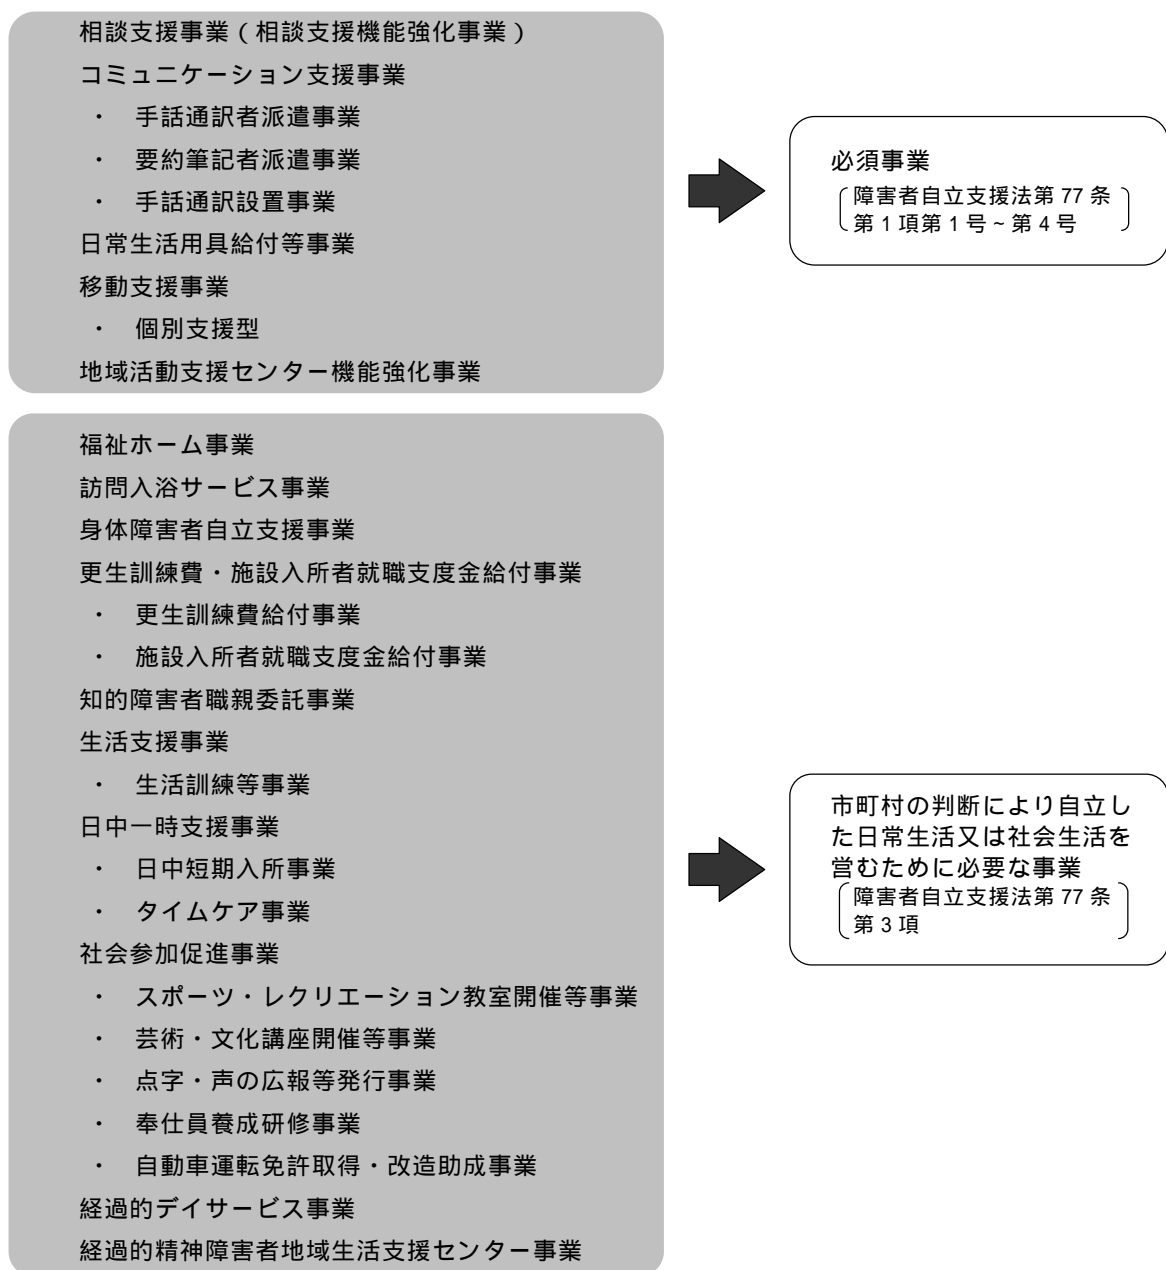 相談支援事業(相談支援機能強化事業)
コミュニケーション支援事業
・ 手話通訳者派遣事業
・ 要約筆記者派遣事業
・ 手話通訳設置事業
日常生活用具給付等事業
移動支援事業
・ 個別支援型
地域活動支援センター機能強化事業
必須事業
障害者自立支援法第 77 条
第 1 項第 1 号~第 4 号
福祉ホーム事業
訪問入浴サービス事業
身体障害者自立支援事業
更生訓練費・施設入所者就職支度金給付事業
・ 更生訓練費給付事業
・ 施設入所者就職支度金給付事業
知的障害者職親委託事業
生活支援事業
・ 生活訓練等事業
日中一時支援事業
・ 日中短期入所事業
・ タイムケア事業
社会参加促進事業
・ スポーツ・レクリエーション教室開催等事業
・ 芸術・文化講座開催等事業
・ 点字・声の広報等発行事業
・ 奉仕員養成研修事業
・ 自動車運転免許取得・改造助成事業
経過的デイサービス事業
経過的精神障害者地域生活支援センター事業
市町村の判断により自立し
た日常生活又は社会生活を
営むために必要な事業
障害者自立支援法第 77 条
第 3 項